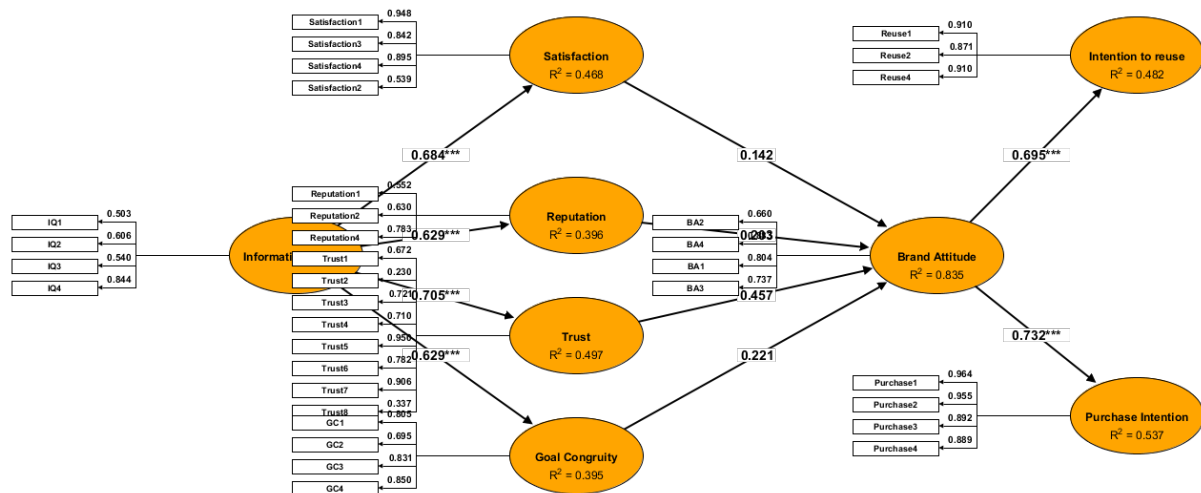 Satisfaction1
0.948
Satisfaction3
0.842
Satisfaction4
0.895
Satisfaction2
0.539
Satisfaction
R² = 0.468
Reuse1
0.910
Reuse2
0.871
Reuse4
0.910
Intention to reuse
R² = 0.482
0.684***
0.142
0.695***
IQ1
0.503
IQ2
0.606
IQ3
0.540
IQ4
0.844
Reputation1
0.552
Reputation2
0.630
Reputation4
0.783
0.629***
Reputation
R² = 0.396
BA2
0.660
BA4
BA1
0.804
BA3
0.737
0.203
Brand Attitude
R² = 0.835
Trust1
0.672
Trust2
0.230
Trust3
0.721
Trust4
0.710
Trust5
0.950
Trust6
0.782
Trust7
0.906
Trust8
0.337
0.705***
Trust
R² = 0.497
0.457
0.629***
0.221
0.732***
GC1
0.805
GC2
0.695
GC3
0.831
GC4
0.850
Goal Congruity
R² = 0.395
Purchase1
0.964
Purchase2
0.955
Purchase3
0.892
Purchase4
0.889
Purchase Intention
R² = 0.537